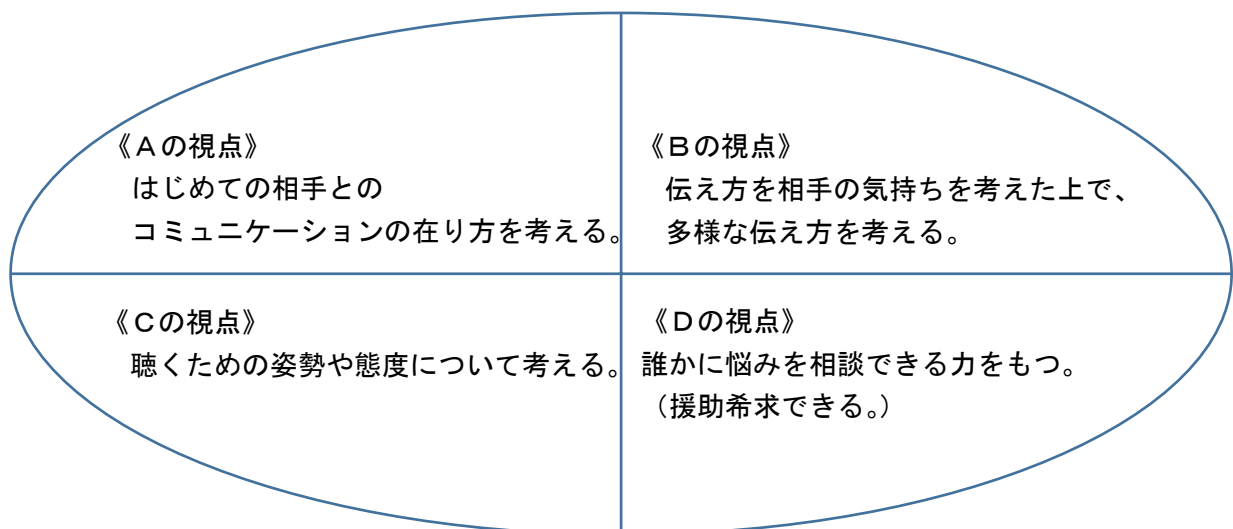 《Aの視点》
はじめての相手との
コミュニケーションの在り方を考える。
《Bの視点》
伝え方を相手の気持ちを考えた上で、
多様な伝え方を考える。
《Cの視点》
聴くための姿勢や態度について考える。
《Dの視点》
誰かに悩みを相談できる力をもつ。
(援助希求できる。)